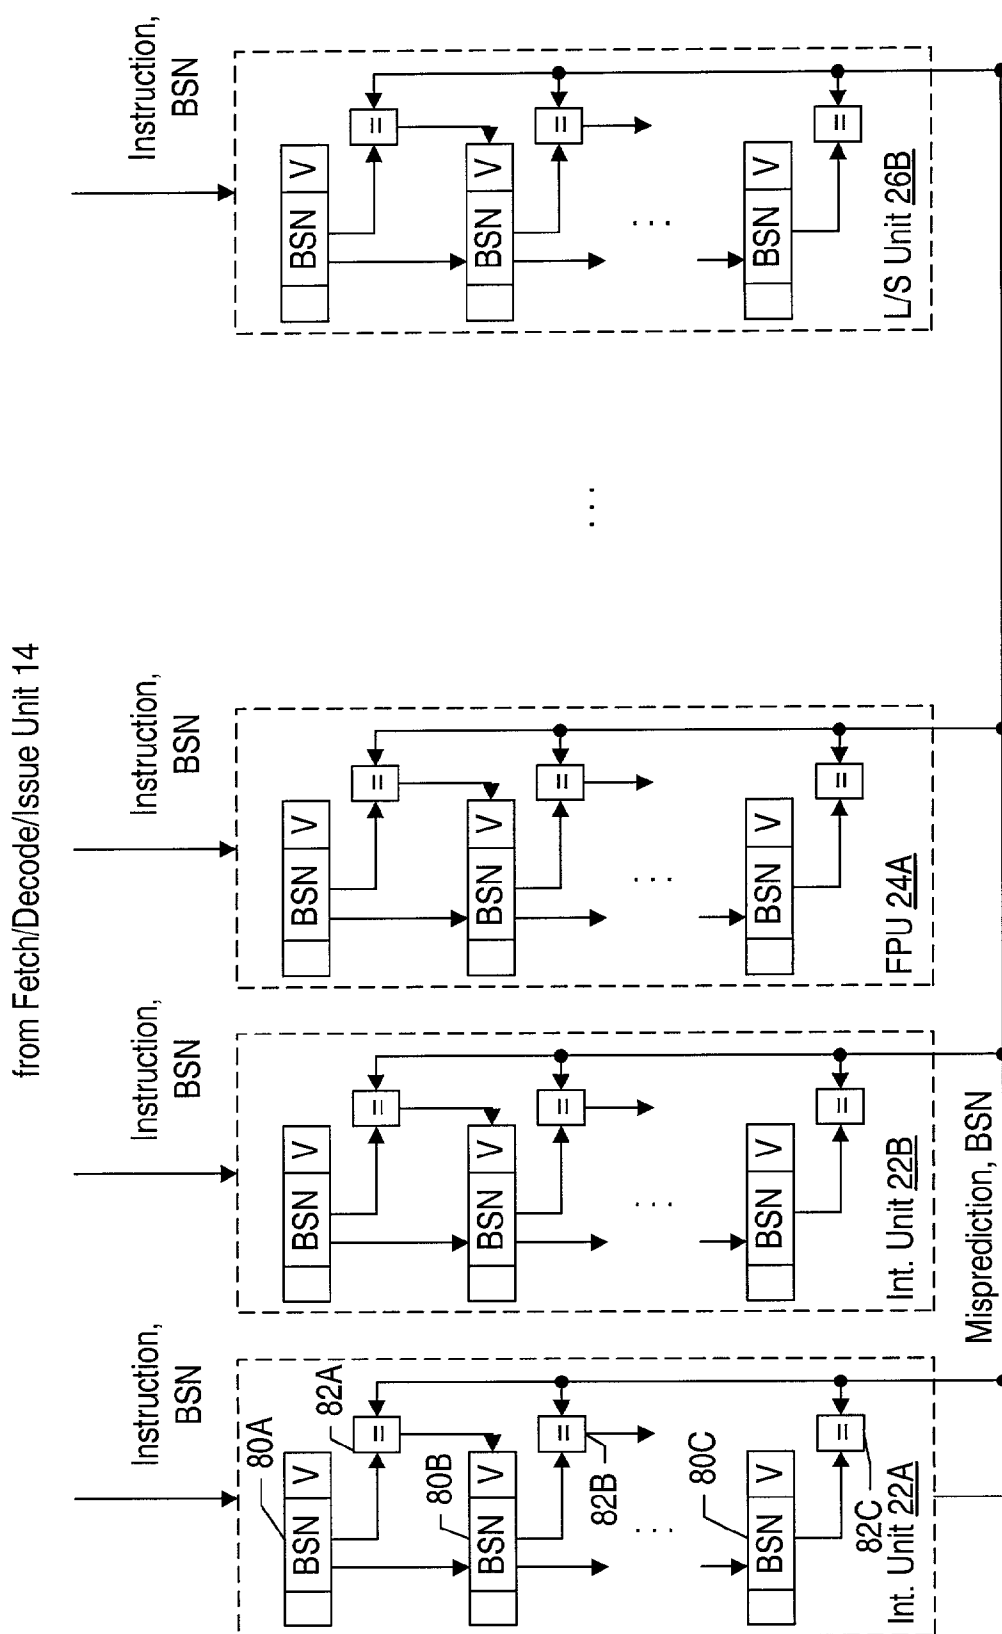 from Fetch/Decode/Issue Unit 14
Instruction,
BSN
80A
BSN V
82A
=
80B
BSN V
=
82B
. . .
80C
BSN V
=
82C
Int. Unit 22A
Instruction,
BSN
BSN V
=
BSN V
=
. . .
BSN V
=
Int. Unit 22B
Instruction,
BSN
BSN V
=
BSN V
=
. . .
BSN V
=
FPU 24A
. . .
Instruction,
BSN
BSN V
=
BSN V
=
. . .
BSN V
=
L/S Unit 26B
Misprediction, BSN